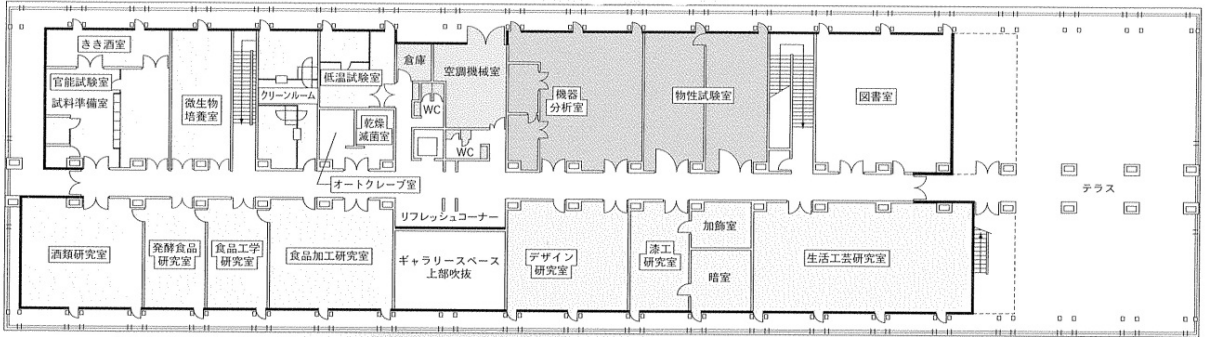 きき酒室
官能試験室
試料準備室
微生物
培養室
クリーンルーム
低温試験室
乾燥
滅菌室
オートクレーブ室
倉庫
WC
空調機械室
WC
リフレッシュコーナー
機器
分析室
物性試験室
図書室
テラス
酒類研究室
発酵食品
研究室
食品工学
研究室
食品加工研究室
ギャラリースペース
上部吹抜
デザイン
研究室
漆工
研究室
加飾室
暗室
生活工芸研究室